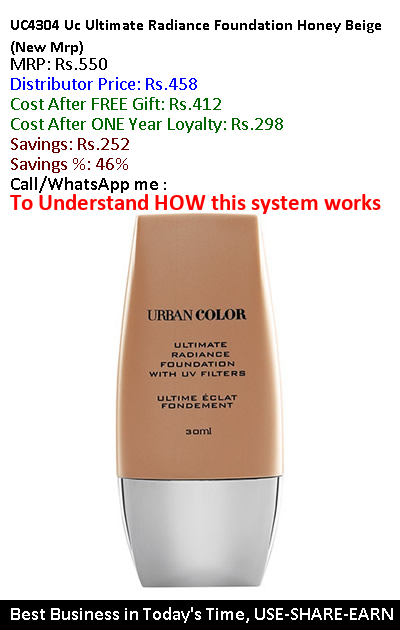 UC4304 Uc Ultimate Radiance Foundation Honey Beige
(New Mrp)
MRP: Rs.550
Distributor Price: Rs.458
Cost After FREE Gift: Rs.412
Cost After ONE Year Loyalty: Rs.298
Savings: Rs.252
Savings %: 46%
Call/WhatsApp me :
To Understand HOW this system works
URBAN COLOR
ULTIMATE
RADIANCE
FOUNDATION
WITH UV FILTERS
ULTIME ÉCLAT
FONDEMENT
30ml
Best Business in Today's Time, USE-SHARE-EARN